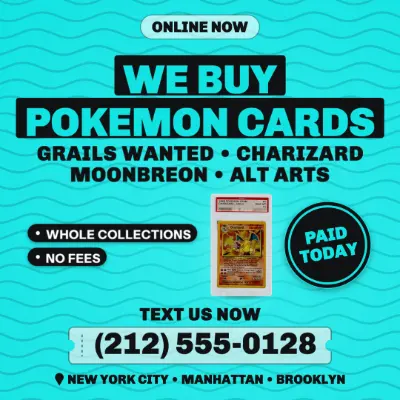 ONLINE NOW
WE BUY
POKEMON CARDS
GRAILS WANTED • CHARIZARD
MOONBREON • ALT ARTS
• WHOLE COLLECTIONS
• NO FEES
PAID
TODAY
TEXT US NOW
(212) 555-0128
NEW YORK CITY • MANHATTAN • BROOKLYN